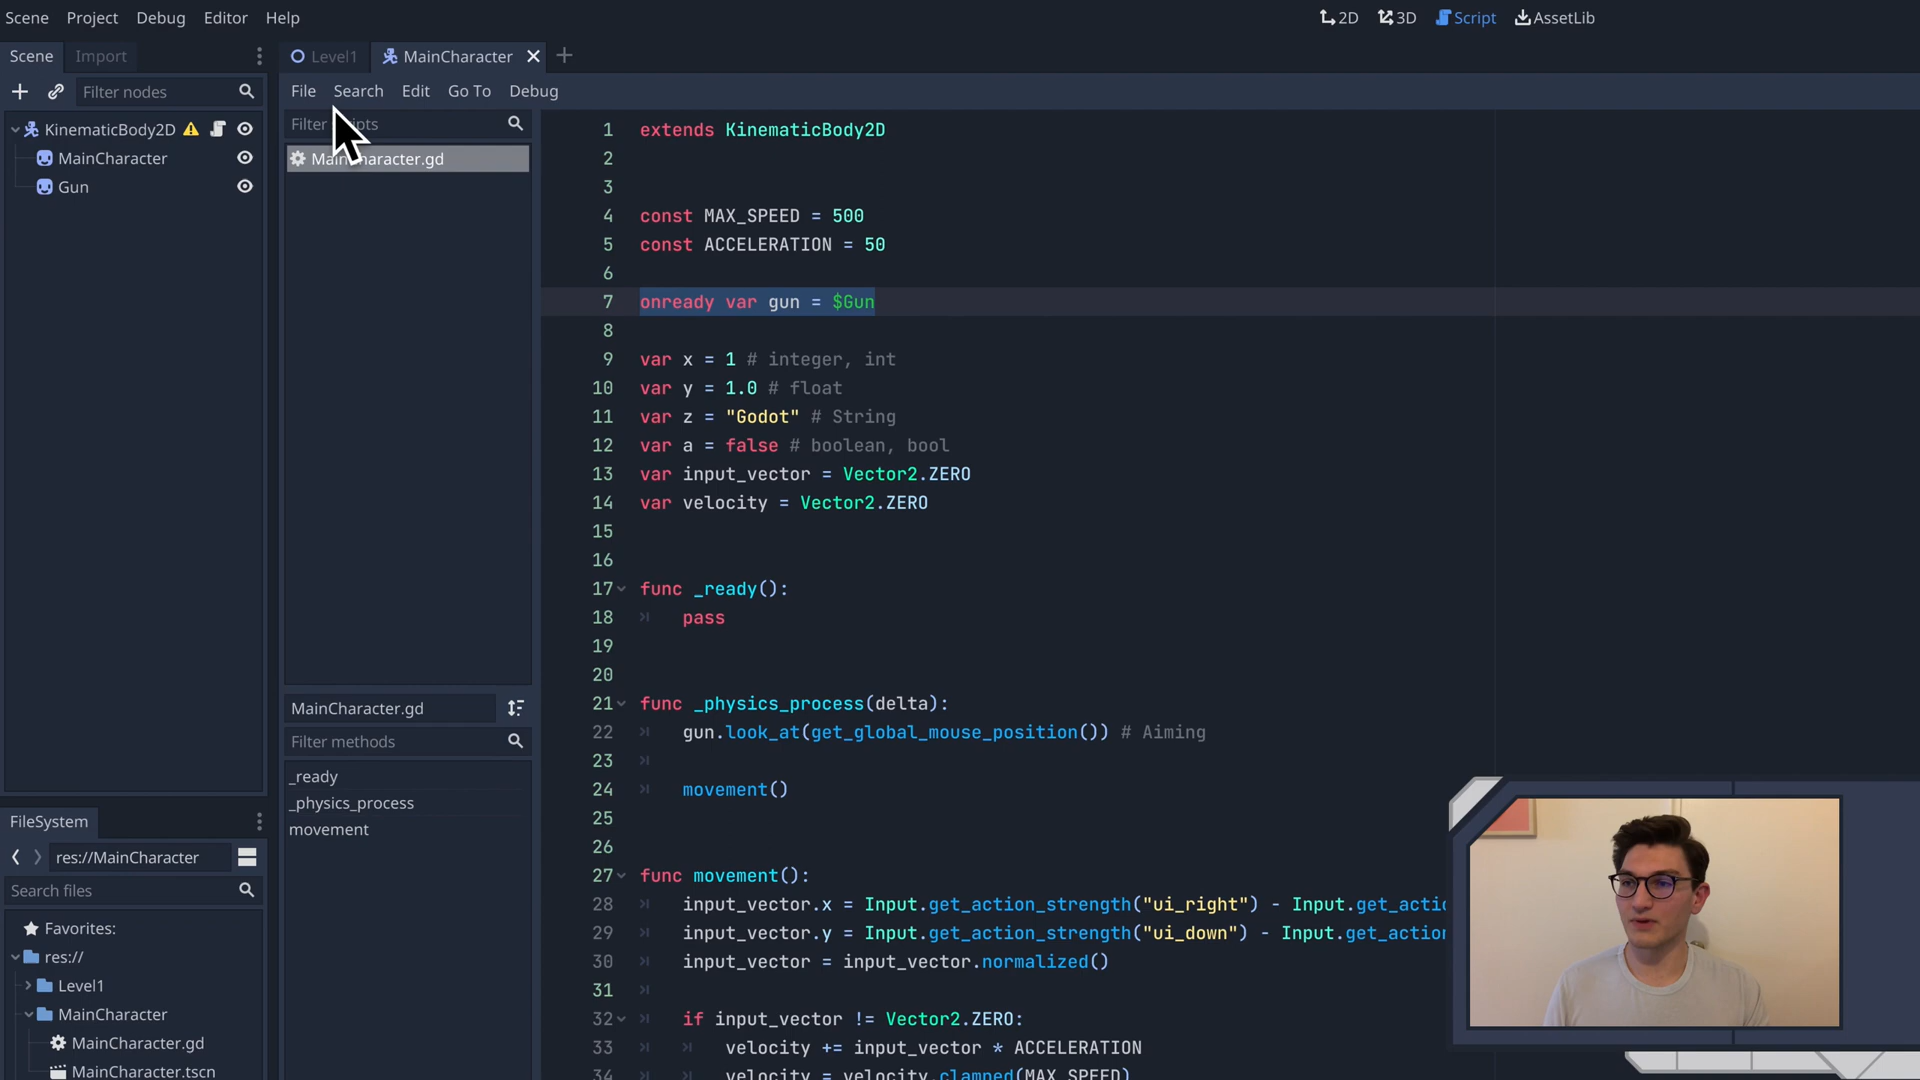 Scene Project Debug Editor Help
2D 3D Script AssetLib
Scene Import
Level1 MainCharacter
Filter nodes
File Search Edit Go To Debug
KinematicBody2D
MainCharacter
Gun
MainCharacter.gd
MainCharacter.gd
Filter methods
_ready
_physics_process
movement
FileSystem
res://MainCharacter
Search files
Favorites:
res://
Level1
MainCharacter
MainCharacter.gd
MainCharacter.tscn
1 extends KinematicBody2D
2
3
4 const MAX_SPEED = 500
5 const ACCELERATION = 50
6
7 onready var gun = $Gun
8
9 var x = 1 # integer, int
10 var y = 1.0 # float
11 var z = "Godot" # String
12 var a = false # boolean, bool
13 var input_vector = Vector2.ZERO
14 var velocity = Vector2.ZERO
15
16
17 func _ready():
18 pass
19
20
21 func _physics_process(delta):
22 gun.look_at(get_global_mouse_position()) # Aiming
23
24 movement()
25
26
27 func movement():
28 input_vector.x = Input.get_action_strength("ui_right") - Input.get_actio
29 input_vector.y = Input.get_action_strength("ui_down") - Input.get_action
30 input_vector = input_vector.normalized()
31
32 if input_vector != Vector2.ZERO:
33 velocity += input_vector * ACCELERATION
34 velocity = velocity.clamped(MAX_SPEED)